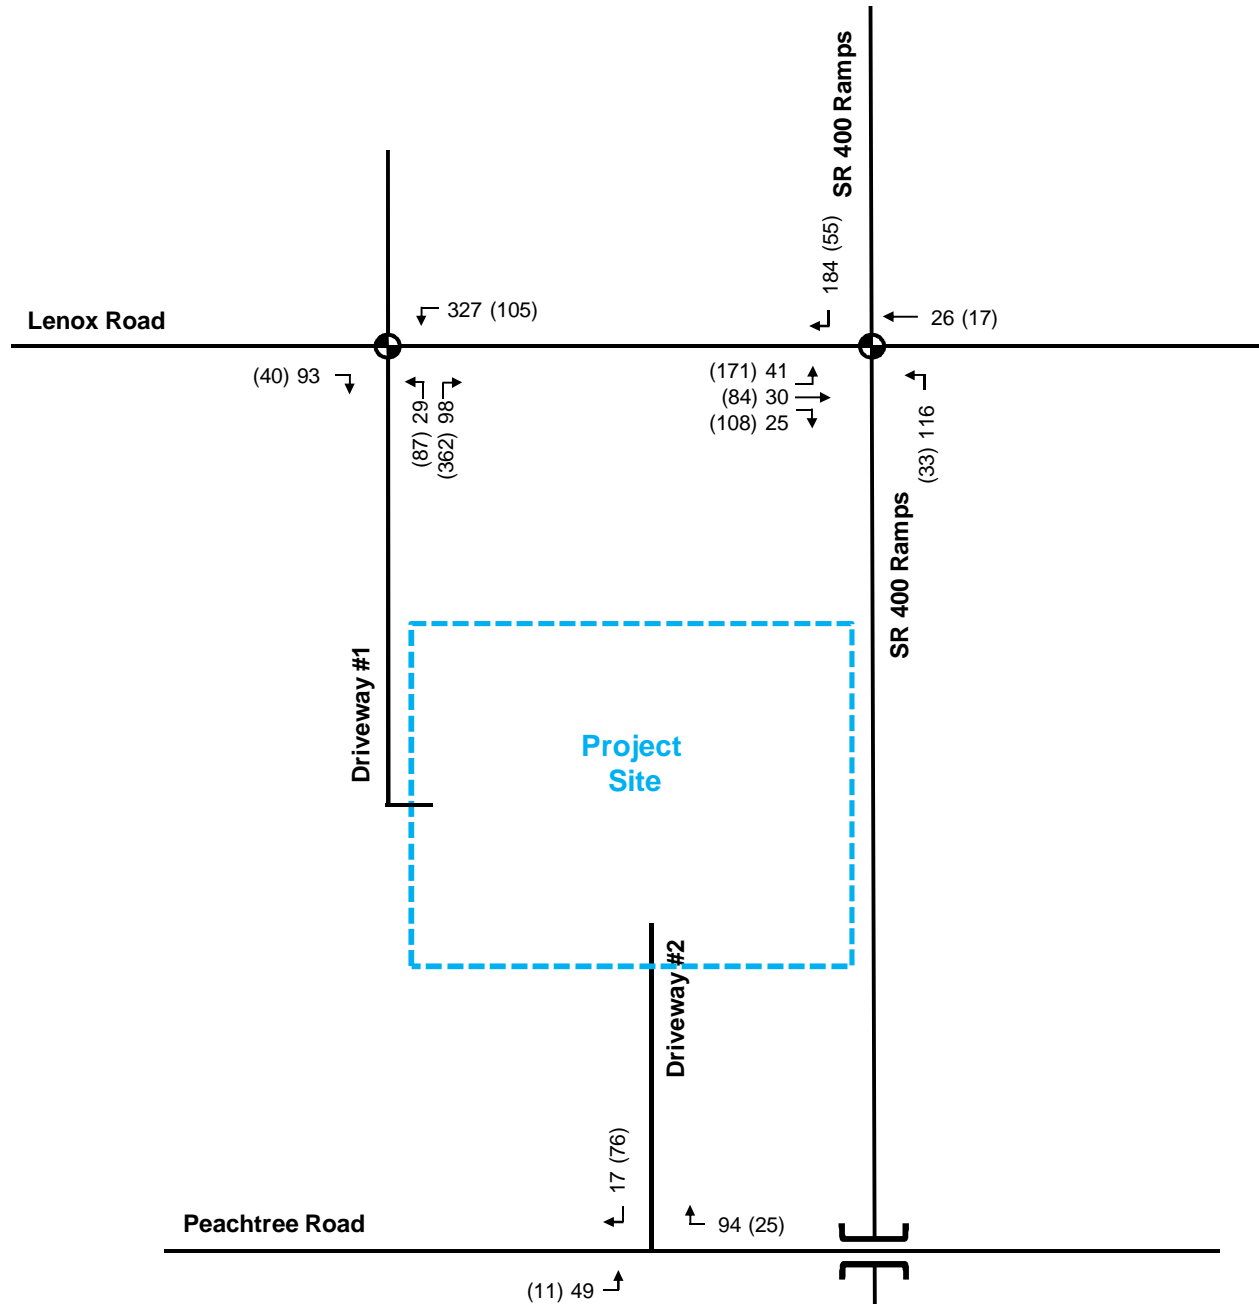 SR 400 Ramps
184 (55)
327 (105)
26 (17)
Lenox Road
(40) 93
(87) 29
(362) 98
(171) 41
(84) 30
(108) 25
(33) 116
SR 400 Ramps
Driveway #1
Project
Site
Driveway #2
17 (76)
Peachtree Road
94 (25)
(11) 49